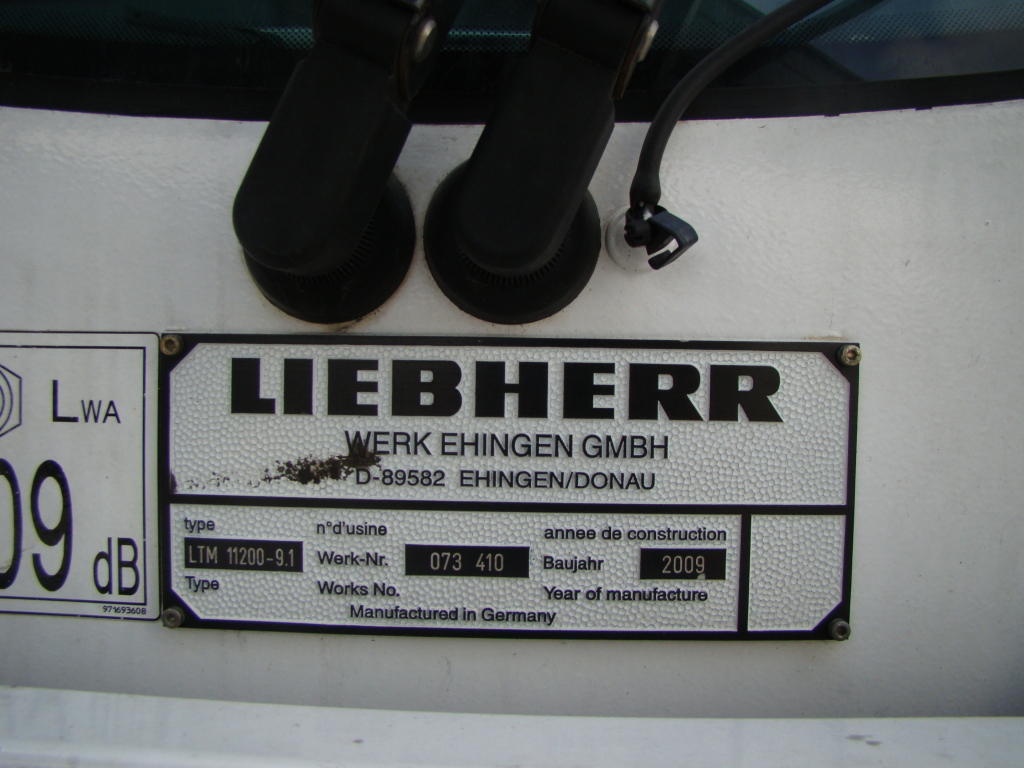 LWA
09 dB
971693608
LIEBHERR
WERK EHINGEN GMBH
D-89582 EHINGEN/DONAU
type n°d'usine annee de construction
LTM 11200-9.1 Werk-Nr. 073 410 Baujahr 2009
Type Works No. Year of manufacture
Manufactured in Germany